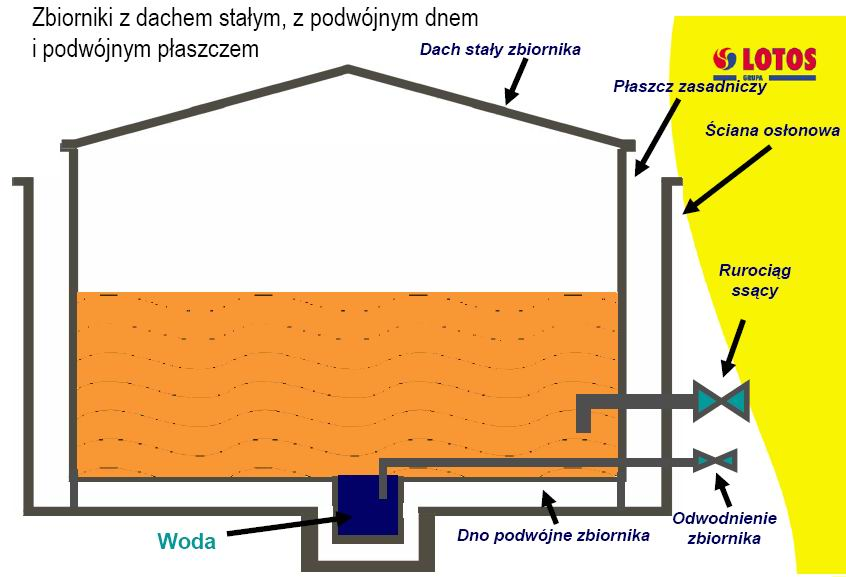 Zbiorniki z dachem stałym, z podwójnym dnem
i podwójnym płaszczem
Dach stały zbiornika
LOTOS
GRUPA
Płaszcz zasadniczy
Ściana osłonowa
Rurociąg
ssący
Woda
Dno podwójne zbiornika
Odwodnienie
zbiornika